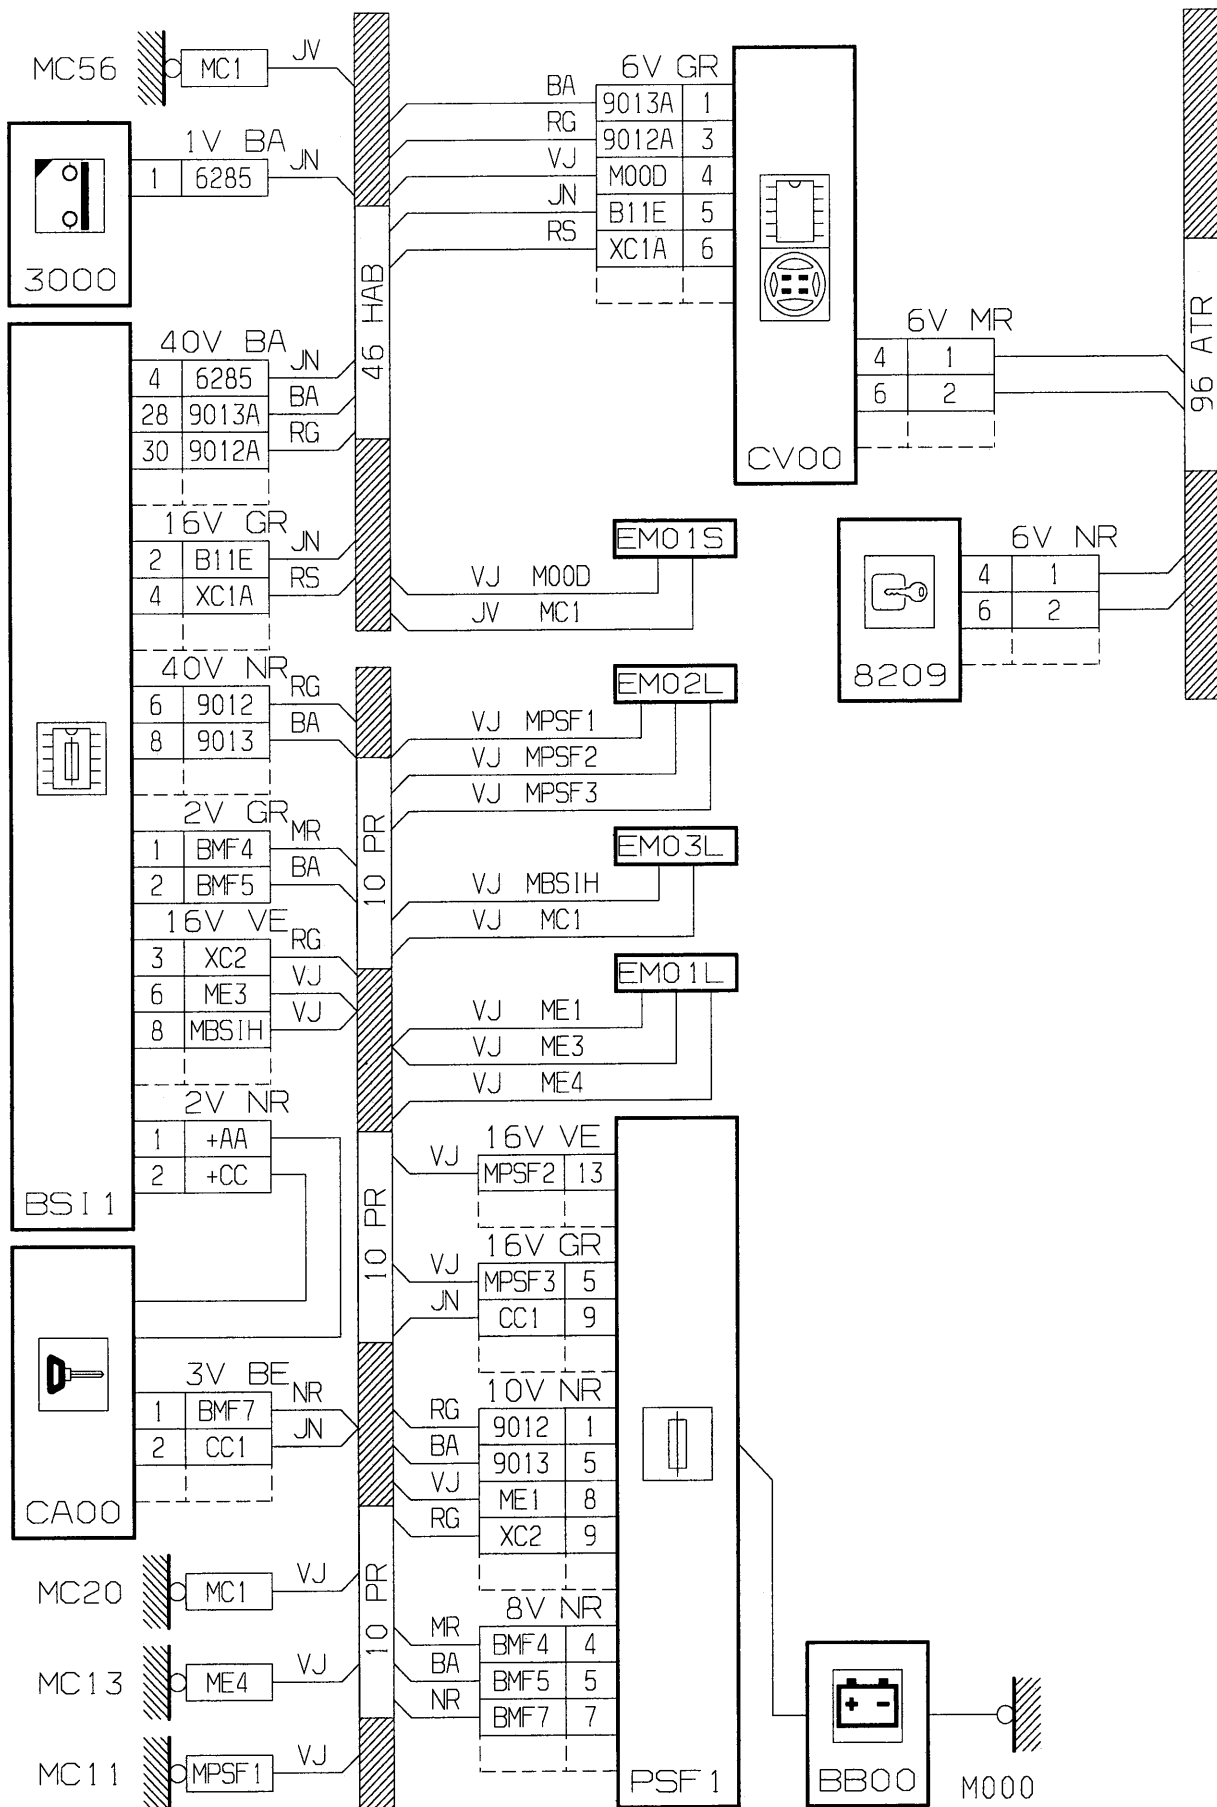 MC56 MC1 JV
3000
1V BA
1 6285 JN
46 HAB
6V GR
BA 9013A 1
RG 9012A 3
VJ M00D 4
JN B11E 5
RS XC1A 6
CV00
6V MR
4 1
6 2
96 ATR
8209
6V NR
4 1
6 2
BSI1
40V BA
4 6285 JN
28 9013A BA
30 9012A RG
16V GR
2 B11E JN
4 XC1A RS
40V NR
6 9012 RG
8 9013 BA
2V GR
1 BMF4 MR
2 BMF5 BA
16V VE
3 XC2 RG
6 ME3 VJ
8 MBSIH VJ
2V NR
1 +AA
2 +CC
EM01S
VJ M00D
JV MC1
10 PR
EM02L
VJ MPSF1
VJ MPSF2
VJ MPSF3
EM03L
VJ MBSIH
VJ MC1
EM01L
VJ ME1
VJ ME3
VJ ME4
CA00
3V BE
1 BMF7 NR
2 CC1 JN
10 PR
PSF1
16V VE
VJ MPSF2 13
16V GR
VJ MPSF3 5
JN CC1 9
10V NR
RG 9012 1
BA 9013 5
VJ ME1 8
RG XC2 9
8V NR
MR BMF4 4
BA BMF5 5
NR BMF7 7
10 PR
MC20 MC1 VJ
MC13 ME4 VJ
MC11 MPSF1 VJ
+ -
BB00
M000